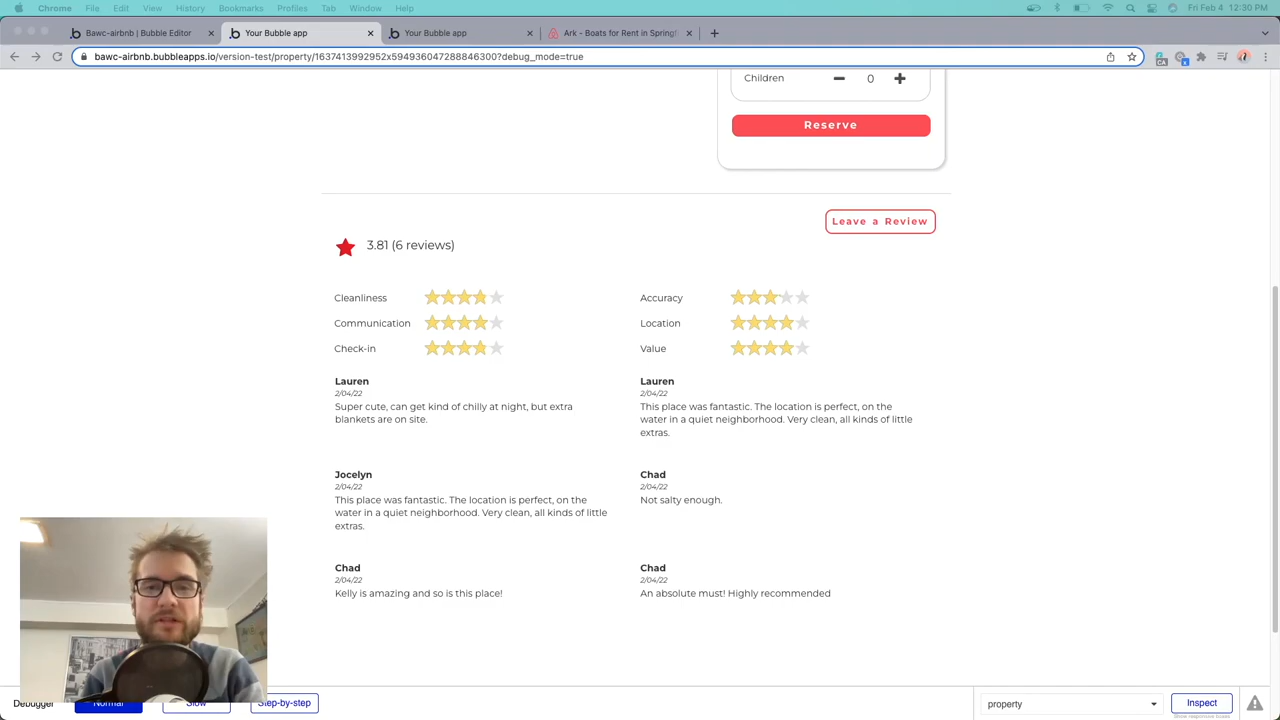 Chrome File Edit View History Bookmarks Profiles Tab Window Help Fri Feb 4 12:30 PM
Bawc-airbnb | Bubble Editor
Your Bubble app
Your Bubble app
Ark - Boats for Rent in Springf
bawc-airbnb.bubbleapps.io/version-test/property/1637413992952x594936047288846300?debug_mode=true
Children 0
Reserve
Leave a Review
3.81 (6 reviews)
Cleanliness
Accuracy
Communication
Location
Check-in
Value
Lauren
2/04/22
Super cute, can get kind of chilly at night, but extra
blankets are on site.
Lauren
2/04/22
This place was fantastic. The location is perfect, on the
water in a quiet neighborhood. Very clean, all kinds of little
extras.
Jocelyn
2/04/22
This place was fantastic. The location is perfect, on the
water in a quiet neighborhood. Very clean, all kinds of little
extras.
Chad
2/04/22
Not salty enough.
Chad
2/04/22
Kelly is amazing and so is this place!
Chad
2/04/22
An absolute must! Highly recommended
Debugger Normal Slow Step-by-step
property
Inspect
Show responsive boxes